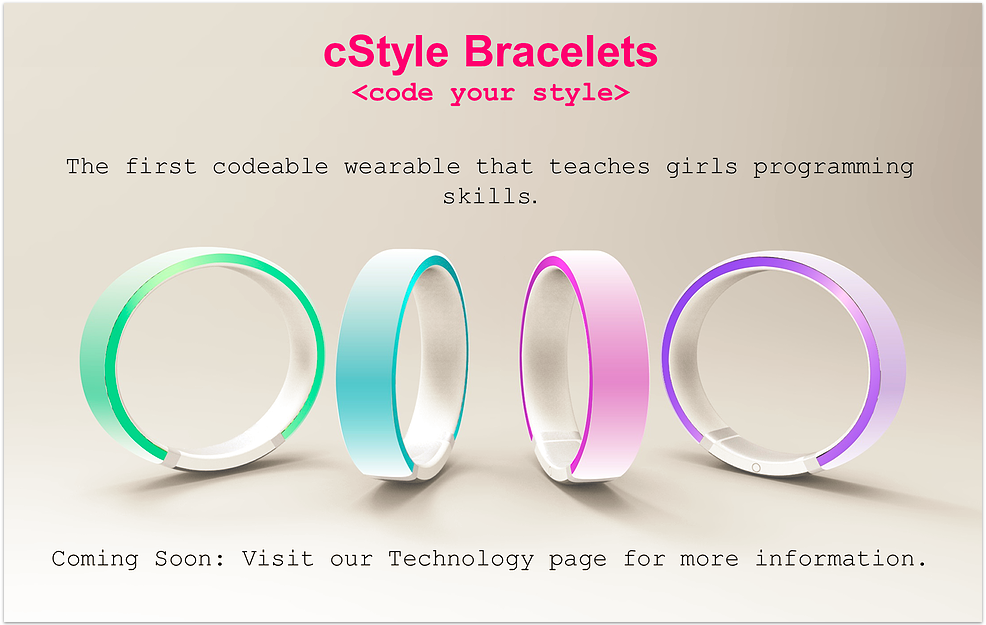 cStyle Bracelets
<code your style>
The first codeable wearable that teaches girls programming
skills.
Coming Soon: Visit our Technology page for more information.